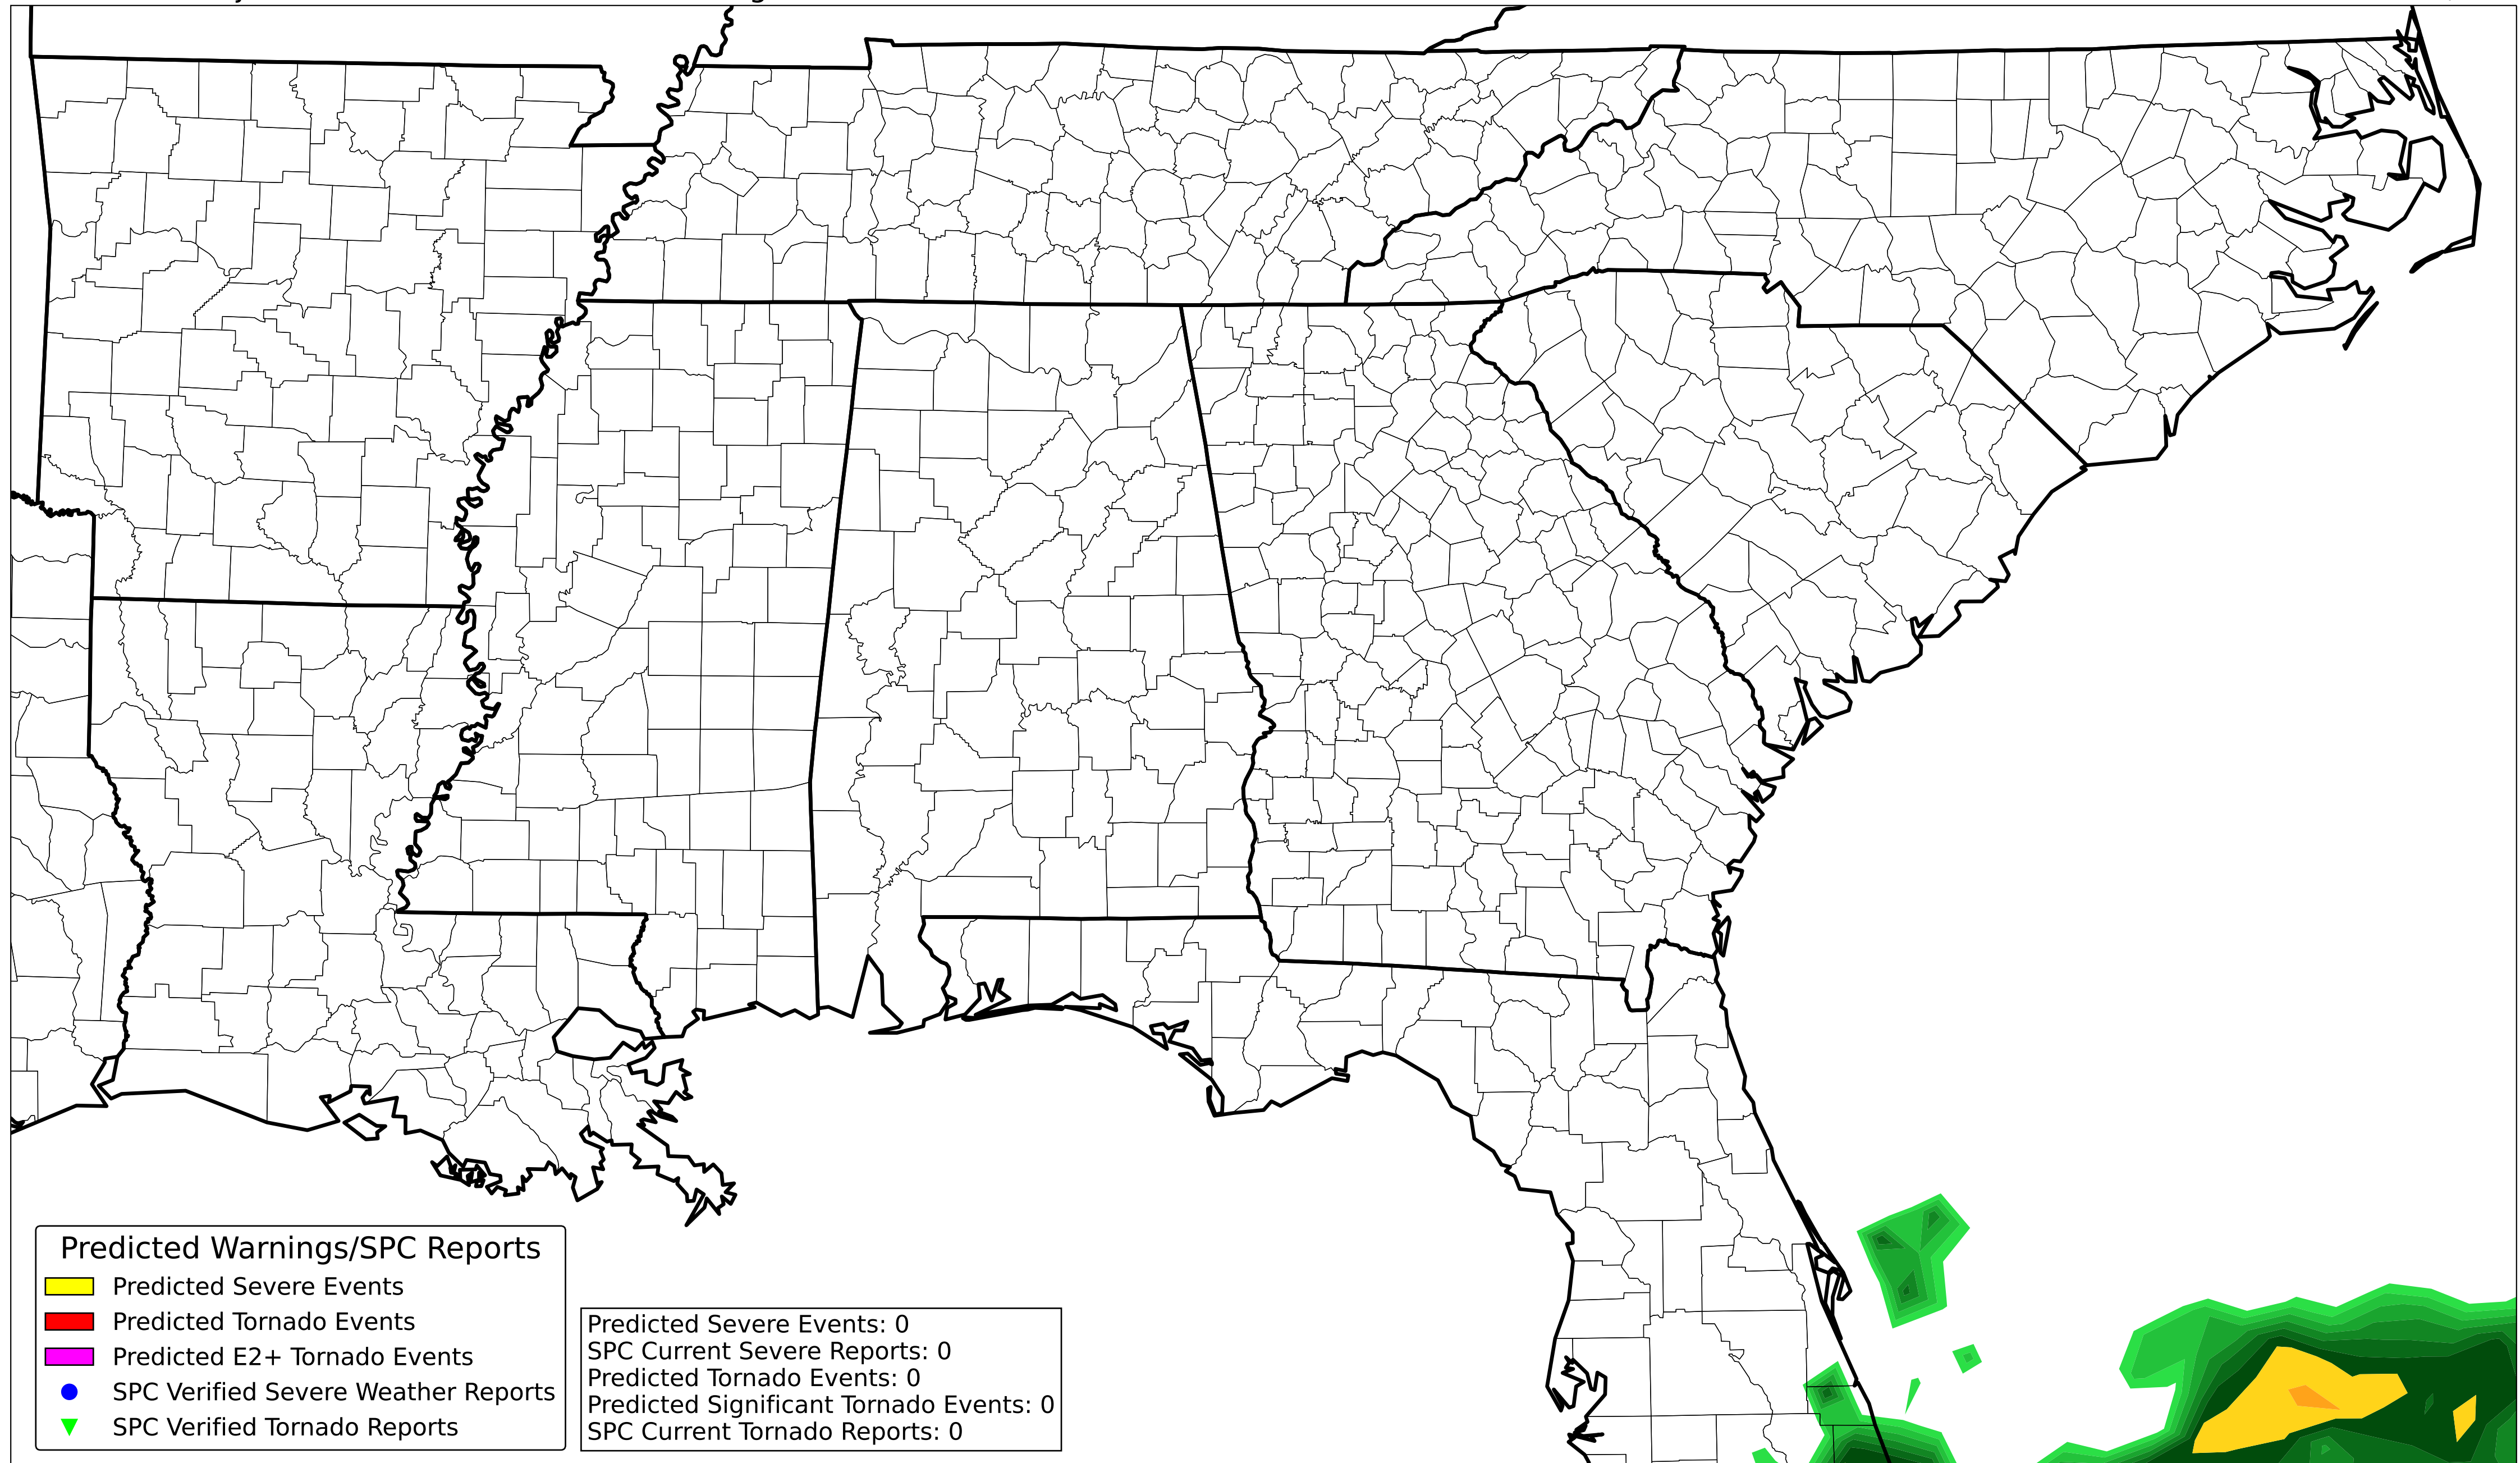 Predicted Warnings/SPC Reports
Predicted Severe Events
Predicted Tornado Events
Predicted E2+ Tornado Events
SPC Verified Severe Weather Reports
SPC Verified Tornado Reports
Predicted Severe Events: 0
SPC Current Severe Reports: 0
Predicted Tornado Events: 0
Predicted Significant Tornado Events: 0
SPC Current Tornado Reports: 0